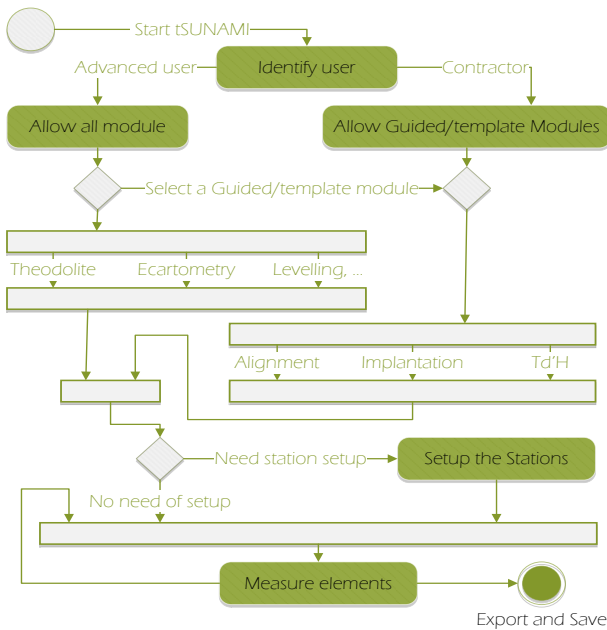 Start tSUNAMI
Identify user
Advanced user
Contractor
Allow all module
Allow Guided/template Modules
Select a Guided/template module
Theodolite
Ecartometry
Levelling, ...
Alignment
Implantation
Td'H
Need station setup
Setup the Stations
No need of setup
Measure elements
Export and Save